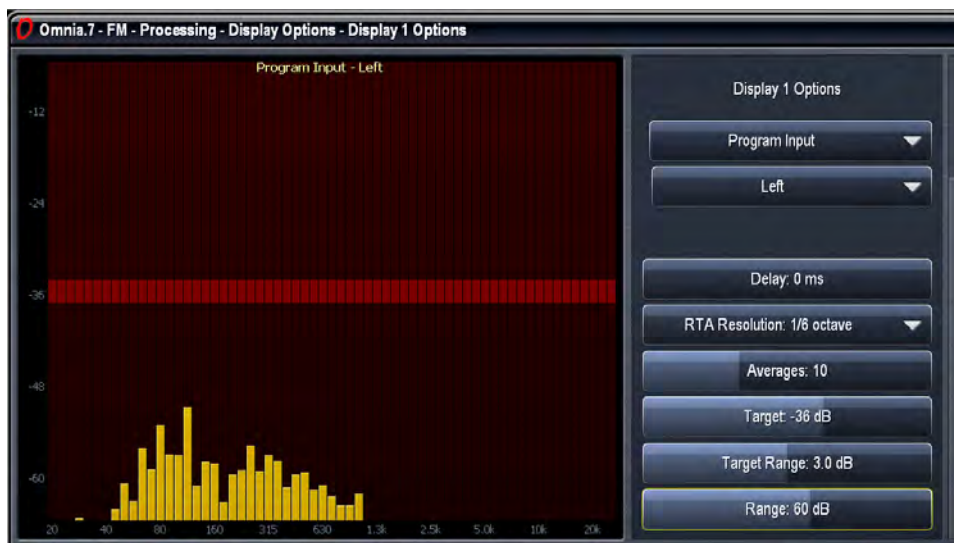 Omnia.7 - FM - Processing - Display Options - Display 1 Options
Program Input - Left
-12
-24
-35
-48
-60
20 40 80 160 315 630 1.3k 2.5k 5.0k 10k 20k
Display 1 Options
Program Input
Left
Delay: 0 ms
RTA Resolution: 1/6 octave
Averages: 10
Target: -36 dB
Target Range: 3.0 dB
Range: 60 dB